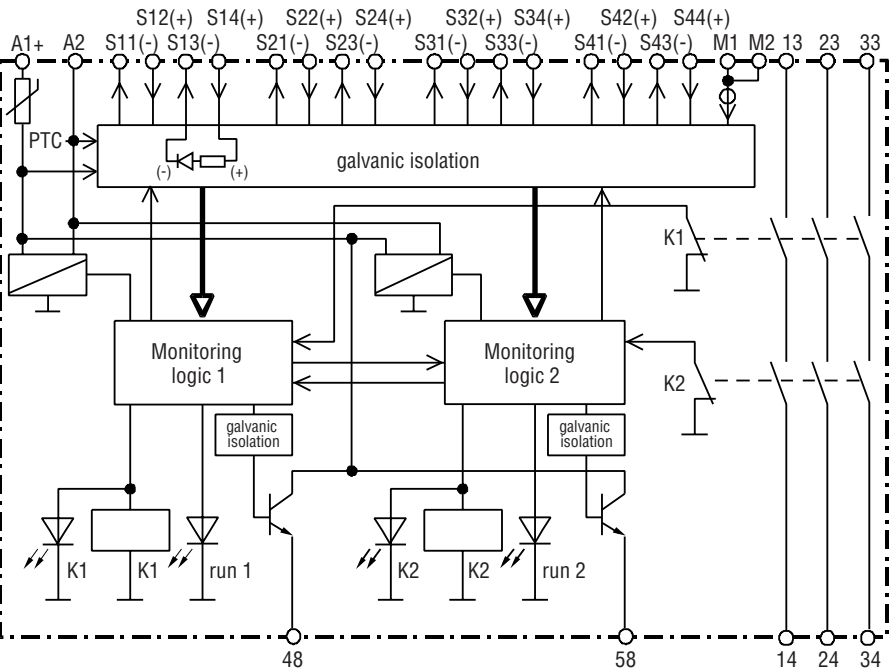 S12(+) S14(+) S22(+) S24(+) S32(+) S34(+) S42(+) S44(+)
A1+ A2 S11(-) S13(-) S21(-) S23(-) S31(-) S33(-) S41(-) S43(-) M1 M2 13 23 33
PTC
(-) (+)
galvanic isolation
K1
Monitoring
logic 1
Monitoring
logic 2
K2
galvanic
isolation
galvanic
isolation
K1 K1 run 1 K2 K2 run 2
48 58 14 24 34